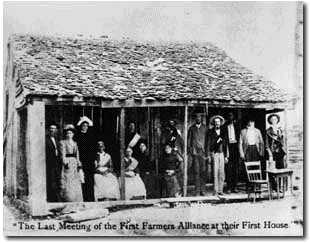 "The Last Meeting of the First Farmers Alliance at their First House